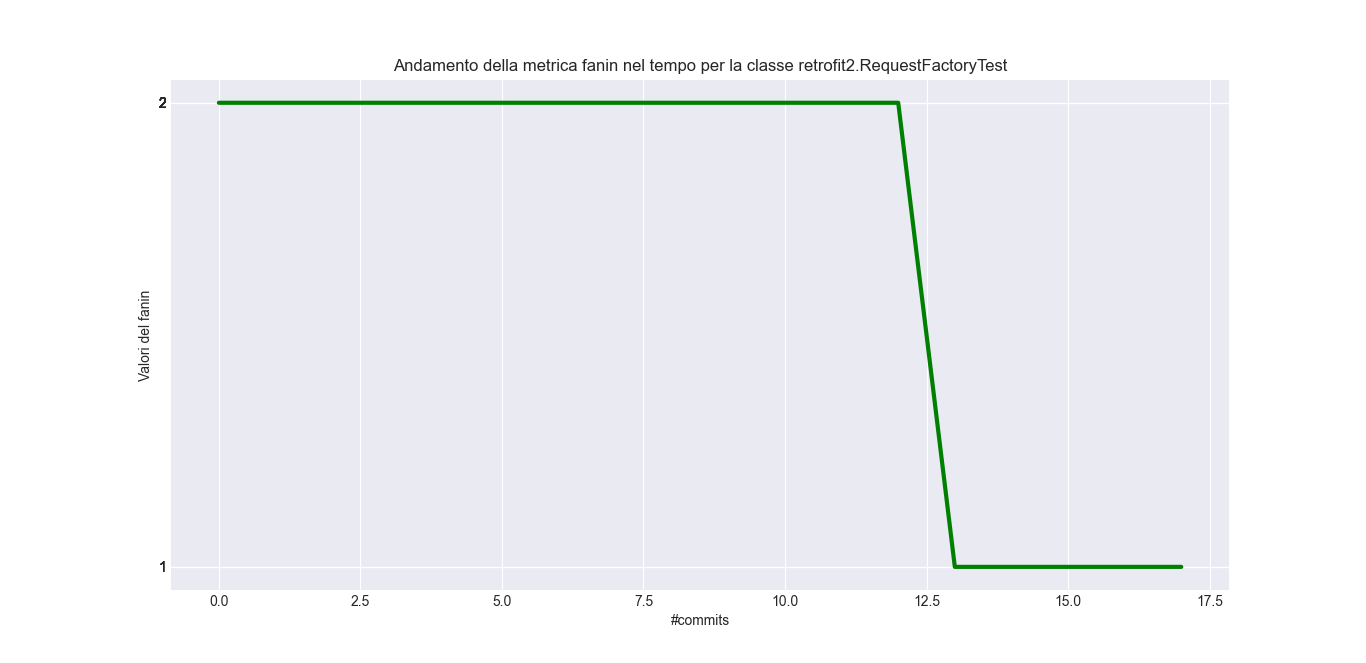 Andamento della metrica fanin nel tempo per la classe retrofit2.RequestFactoryTest
2
Valori del fanin
1
0.0 2.5 5.0 7.5 10.0 12.5 15.0 17.5
#commits